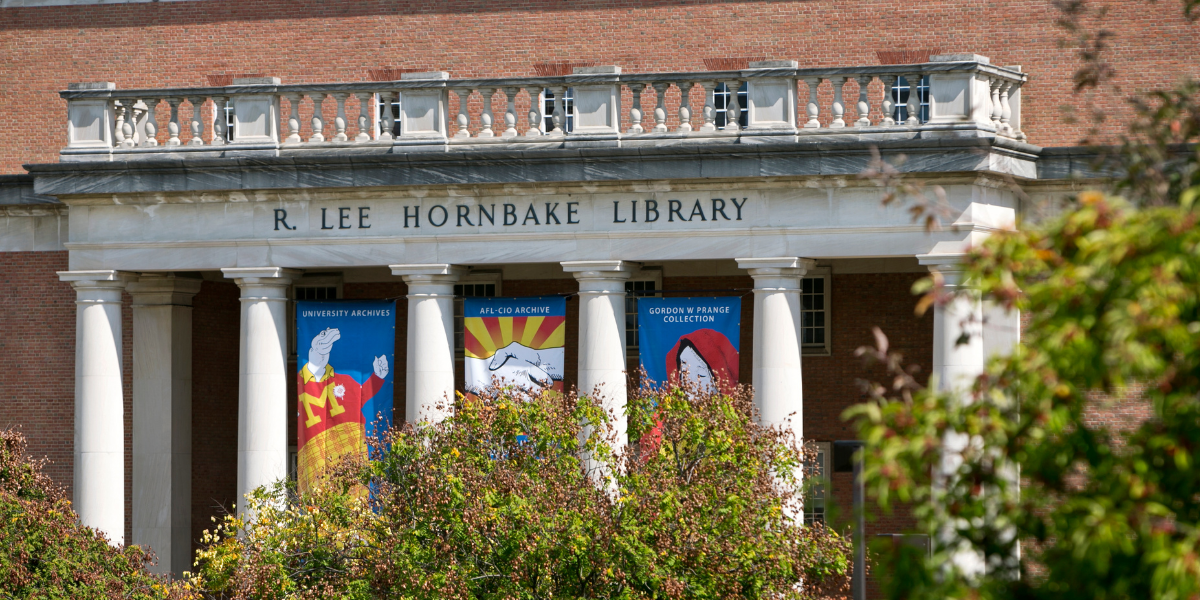 R. LEE HORNBAKE LIBRARY
UNIVERSITY ARCHIVES
M
AFL-CIO ARCHIVE
GORDON W PRANGE
COLLECTION